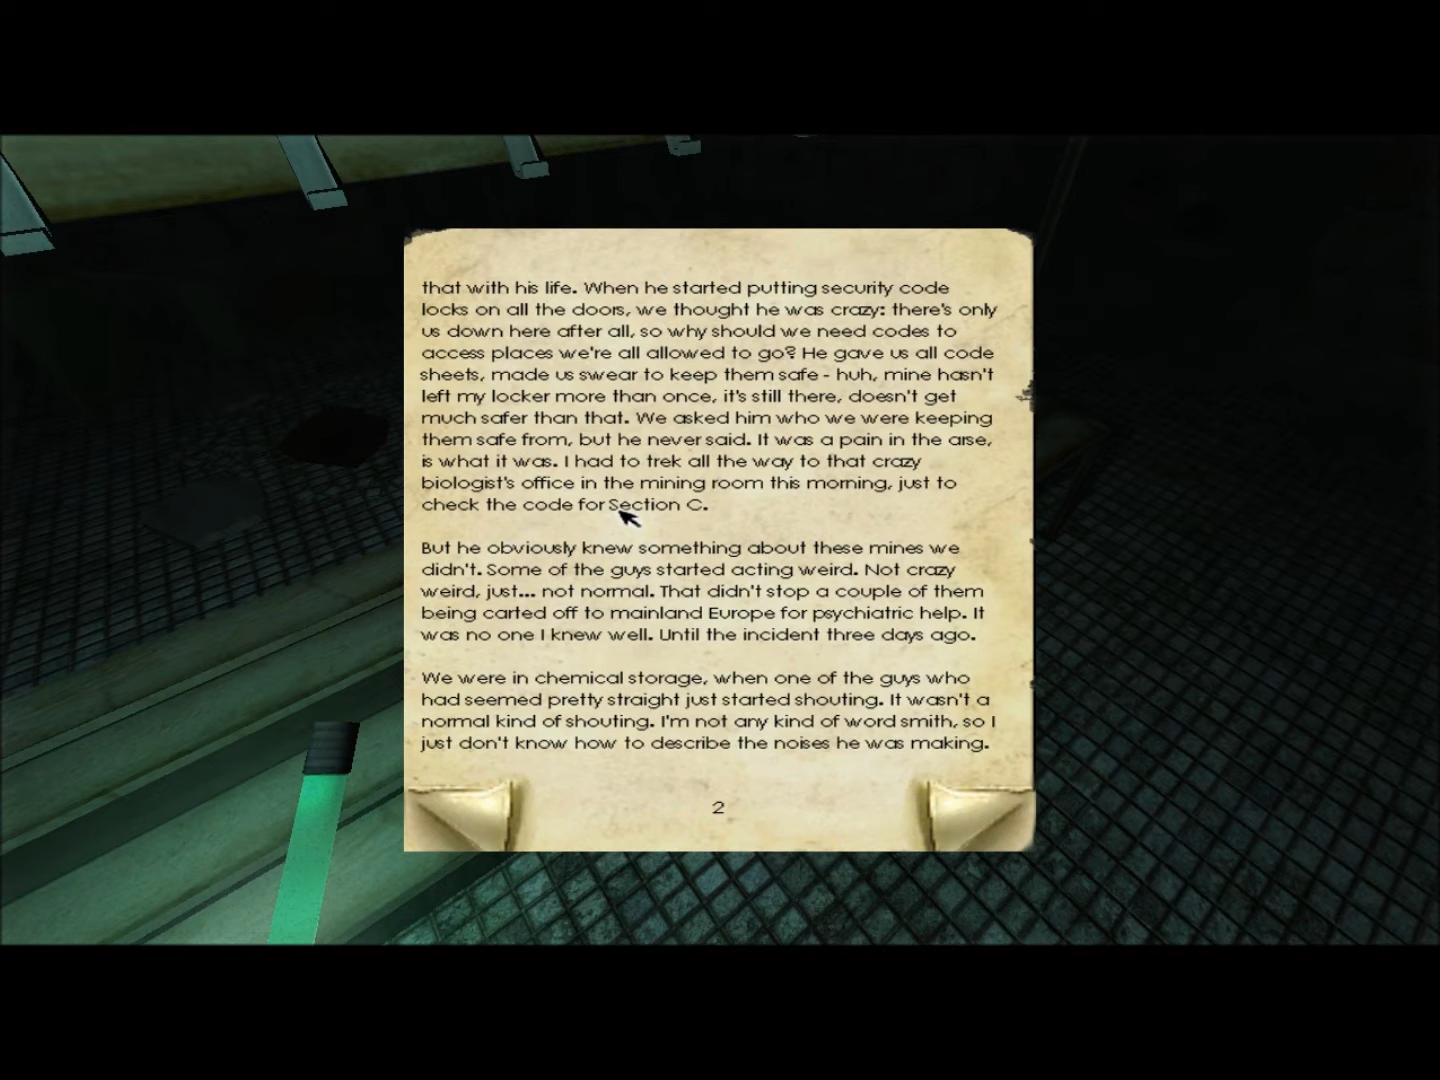 that with his life. When he started putting security code
locks on all the doors, we thought he was crazy: there's only
us down here after all, so why should we need codes to
access places we're all allowed to go? He gave us all code
sheets, made us swear to keep them safe - huh, mine hasn't
left my locker more than once, it's still there, doesn't get
much safer than that. We asked him who we were keeping
them safe from, but he never said. It was a pain in the arse,
is what it was. I had to trek all the way to that crazy
biologist's office in the mining room this morning, just to
check the code for Section C.
But he obviously knew something about these mines we
didn't. Some of the guys started acting weird. Not crazy
weird, just... not normal. That didn't stop a couple of them
being carted off to mainland Europe for psychiatric help. It
was no one I knew well. Until the incident three days ago.
We were in chemical storage, when one of the guys who
had seemed pretty straight just started shouting. It wasn't a
normal kind of shouting. I'm not any kind of word smith, so I
just don't know how to describe the noises he was making.
2